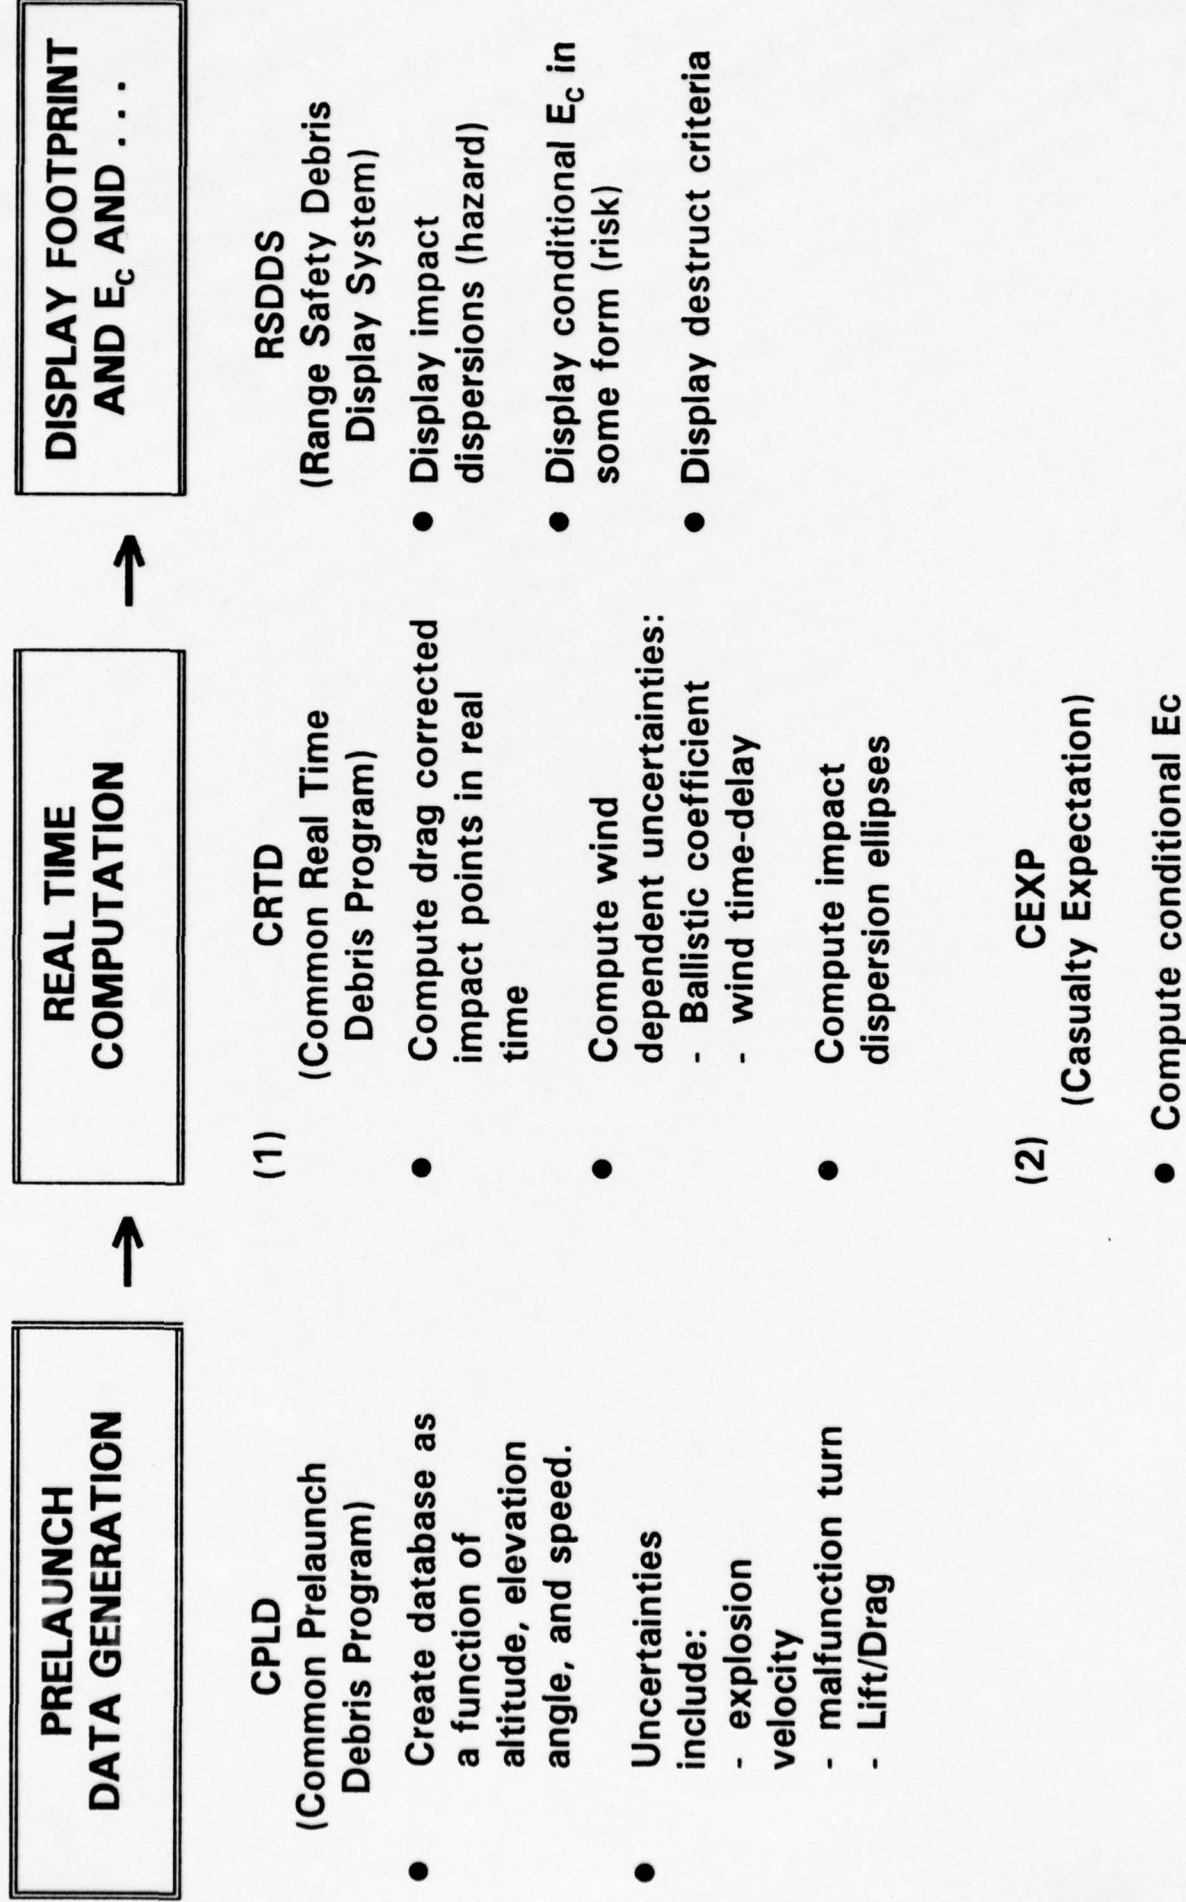 PRELAUNCH
DATA GENERATION
→
REAL TIME
COMPUTATION
→
DISPLAY FOOTPRINT
AND Ec AND . . .
CPLD
(Common Prelaunch
Debris Program)
● Create database as
a function of
altitude, elevation
angle, and speed.
● Uncertainties
include:
- explosion
velocity
- malfunction turn
- Lift/Drag
(1) CRTD
(Common Real Time
Debris Program)
● Compute drag corrected
impact points in real
time
● Compute wind
dependent uncertainties:
- Ballistic coefficient
- wind time-delay
● Compute impact
dispersion ellipses
(2) CEXP
(Casualty Expectation)
● Compute conditional Ec
RSDDS
(Range Safety Debris
Display System)
● Display impact
dispersions (hazard)
● Display conditional Ec in
some form (risk)
● Display destruct criteria